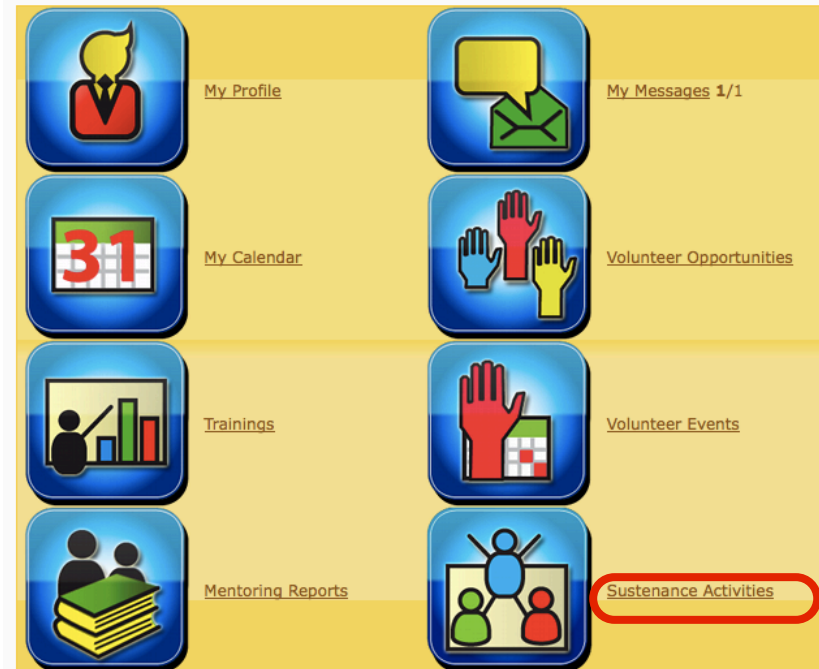 My Profile
My Messages 1/1
31
My Calendar
Volunteer Opportunities
Trainings
Volunteer Events
Mentoring Reports
Sustenance Activities